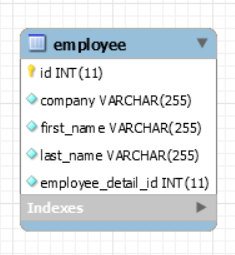 employee
id INT(11)
company VARCHAR(255)
first_name VARCHAR(255)
last_name VARCHAR(255)
employee_detail_id INT(11)
Indexes